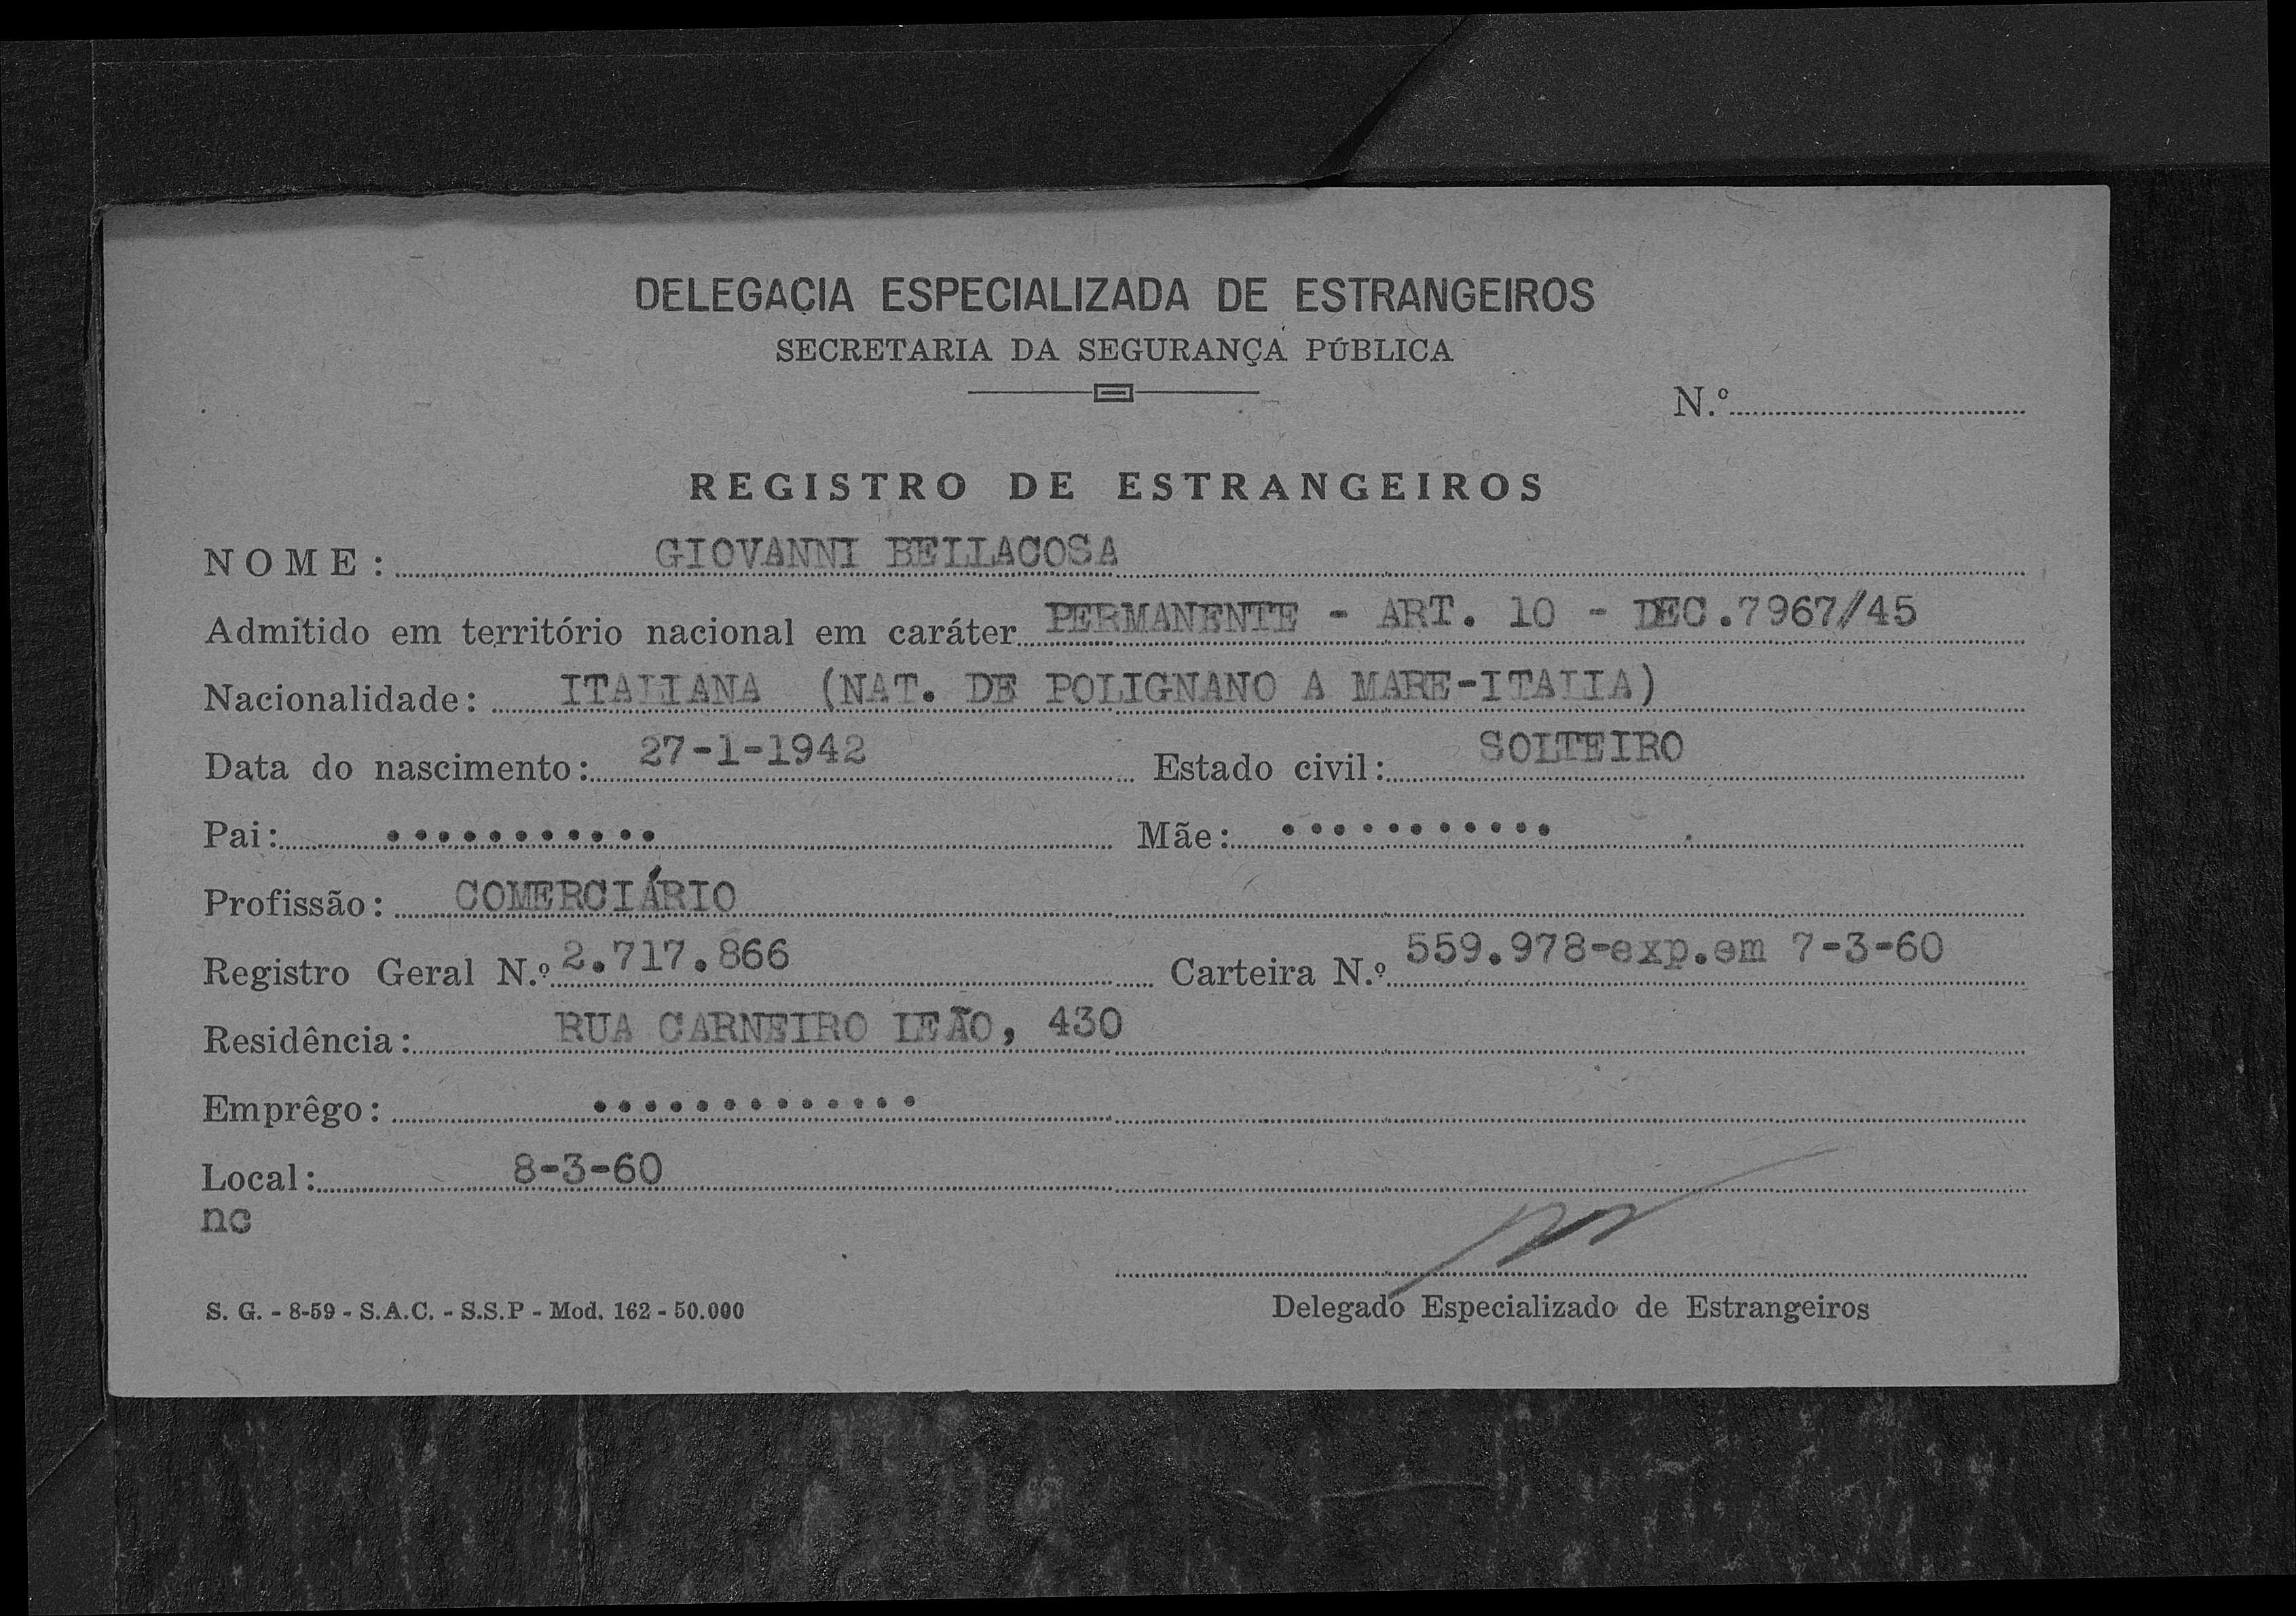 DELEGACIA ESPECIALIZADA DE ESTRANGEIROS
SECRETARIA DA SEGURANÇA PÚBLICA
N.º
REGISTRO DE ESTRANGEIROS
NOME: GIOVANNI BELLACOSA
Admitido em território nacional em caráter PERMANENTE - ART. 10 - DEC.7967/45
Nacionalidade: ITALIANA (NAT. DE POLIGNANO A MARE-ITALIA)
Data do nascimento: 27-1-1942 Estado civil: SOLTEIRO
Pai: ........... Mãe: ...........
Profissão: COMERCIÁRIO
Registro Geral N.º 2.717.866 Carteira N.º 559.978-exp.em 7-3-60
Residência: RUA CARNEIRO LEÃO, 430
Emprêgo: .............
Local: 8-3-60
nc
S. G. - 8-59 - S.A.C. - S.S.P - Mod. 162 - 50.000
Delegado Especializado de Estrangeiros